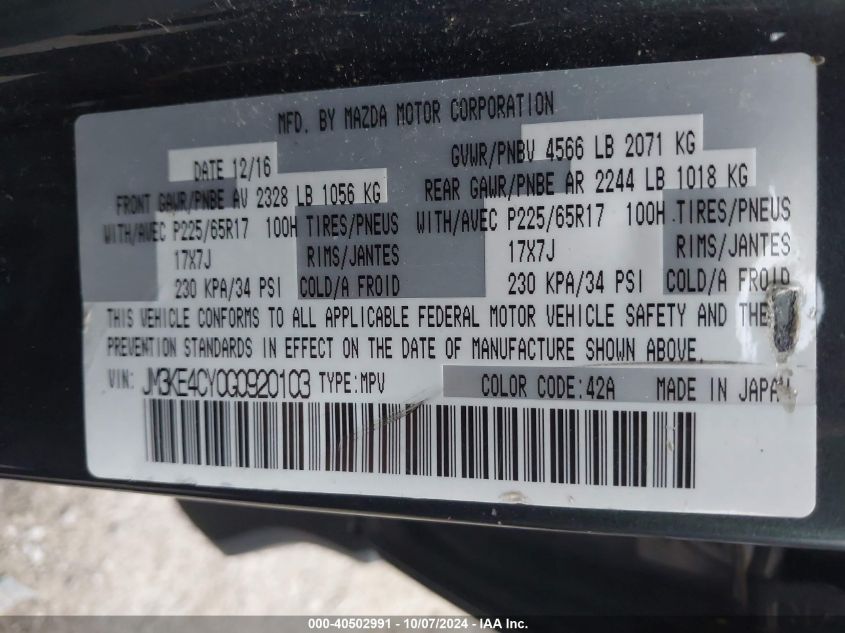 MFD. BY MAZDA MOTOR CORPORATION
DATE 12/16 GVWR/PNBV 4566 LB 2071 KG
FRONT GAWR/PNBE AV 2328 LB 1056 KG REAR GAWR/PNBE AR 2244 LB 1018 KG
WITH/AVEC P225/65R17 100H TIRES/PNEUS WITH/AVEC P225/65R17 100H TIRES/PNEUS
17X7J RIMS/JANTES 17X7J RIMS/JANTES
230 KPA/34 PSI COLD/A FROID 230 KPA/34 PSI COLD/A FROID
THIS VEHICLE CONFORMS TO ALL APPLICABLE FEDERAL MOTOR VEHICLE SAFETY AND THEFT
PREVENTION STANDARDS IN EFFECT ON THE DATE OF MANUFACTURE SHOWN ABOVE.
VIN: JM3KE4CY0G0920103 TYPE:MPV COLOR CODE:42A MADE IN JAPAN
000-40502991 - 10/07/2024 - IAA Inc.